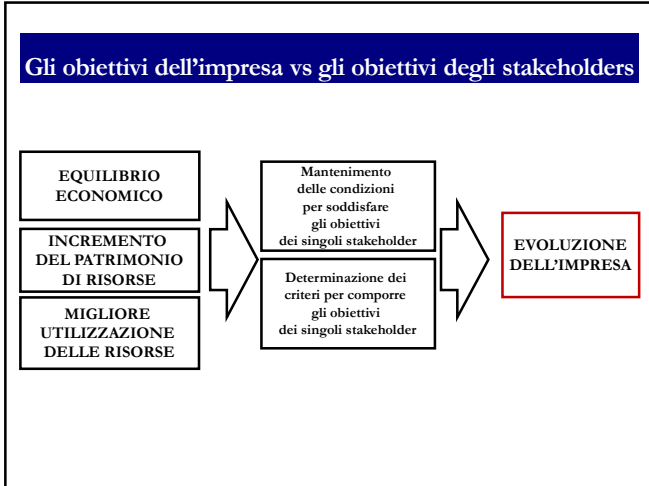 Gli obiettivi dell'impresa vs gli obiettivi degli stakeholders
EQUILIBRIO
ECONOMICO
INCREMENTO
DEL PATRIMONIO
DI RISORSE
MIGLIORE
UTILIZZAZIONE
DELLE RISORSE
Mantenimento
delle condizioni
per soddisfare
gli obiettivi
dei singoli stakeholder
Determinazione dei
criteri per comporre
gli obiettivi
dei singoli stakeholder
EVOLUZIONE
DELL'IMPRESA